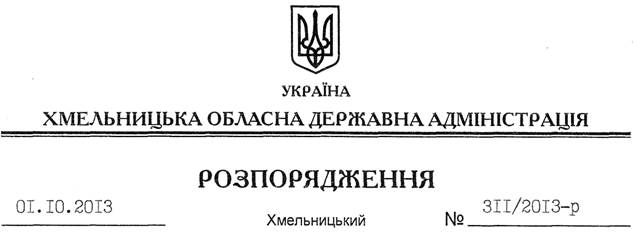 УКРАЇНА
ХМЕЛЬНИЦЬКА ОБЛАСНА ДЕРЖАВНА АДМІНІСТРАЦІЯ
РОЗПОРЯДЖЕННЯ
01.10.2013 Хмельницький № 311/2013-р